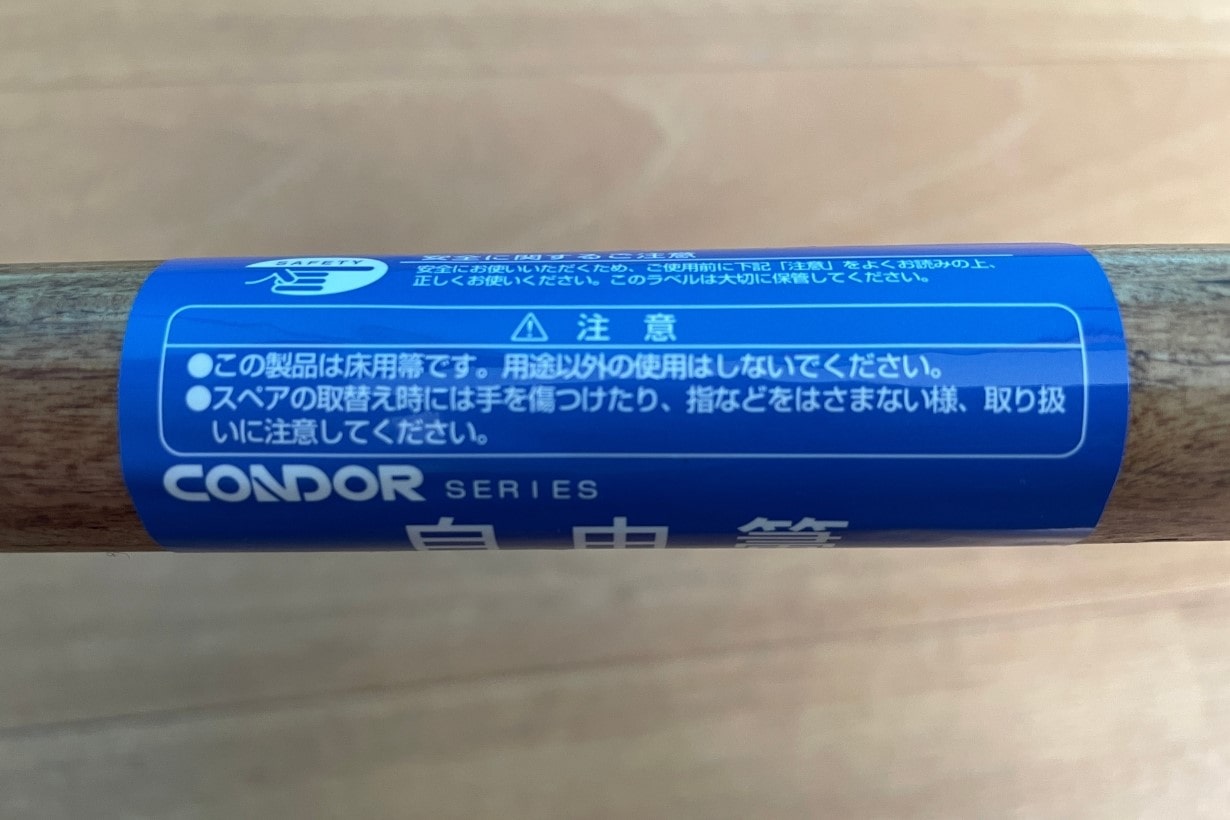 SAFETY
安全に関するご注意
安全にお使いいただくため、ご使用前に下記「注意」をよくお読みの上、
正しくお使いください。このラベルは大切に保管してください。
⚠ 注意
●この製品は床用箒です。用途以外の使用はしないでください。
●スペアの取替え時には手を傷つけたり、指などをはさまない様、取り扱
いに注意してください。
CONDOR SERIES
自由箒